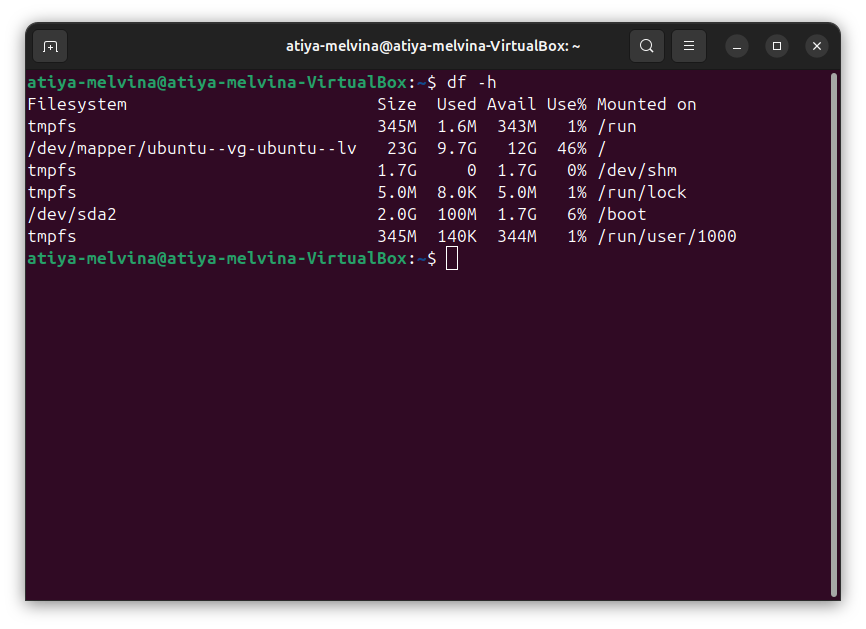 atiya-melvina@atiya-melvina-VirtualBox: ~
atiya-melvina@atiya-melvina-VirtualBox:~$ df -h
Filesystem                         Size  Used Avail Use% Mounted on
tmpfs                              345M  1.6M  343M   1% /run
/dev/mapper/ubuntu--vg-ubuntu--lv   23G  9.7G   12G  46% /
tmpfs                              1.7G     0  1.7G   0% /dev/shm
tmpfs                              5.0M  8.0K  5.0M   1% /run/lock
/dev/sda2                          2.0G  100M  1.7G   6% /boot
tmpfs                              345M  140K  344M   1% /run/user/1000
atiya-melvina@atiya-melvina-VirtualBox:~$